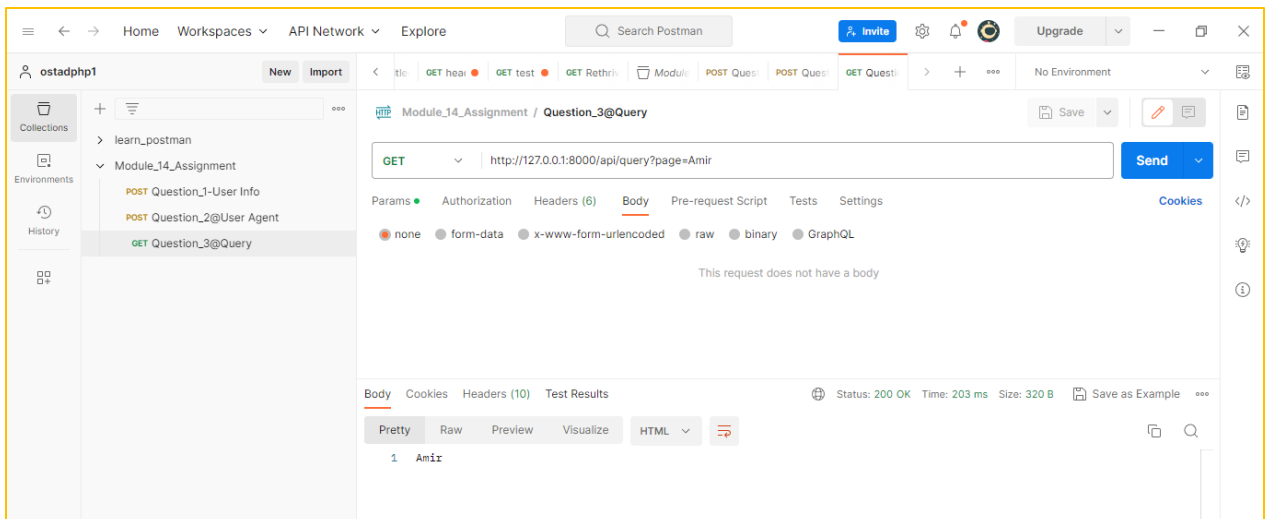 Home Workspaces API Network Explore Search Postman Invite Upgrade
ostadphp1 New Import GET hea GET test GET Rethri Module POST Quest POST Quest GET Questi No Environment
Collections
Environments
History
learn_postman
Module_14_Assignment
POST Question_1-User Info
POST Question_2@User Agent
GET Question_3@Query
HTTP Module_14_Assignment / Question_3@Query Save
GET http://127.0.0.1:8000/api/query?page=Amir Send
Params Authorization Headers (6) Body Pre-request Script Tests Settings Cookies
none form-data x-www-form-urlencoded raw binary GraphQL
This request does not have a body
Body Cookies Headers (10) Test Results Status: 200 OK Time: 203 ms Size: 320 B Save as Example
Pretty Raw Preview Visualize HTML
1 Amir